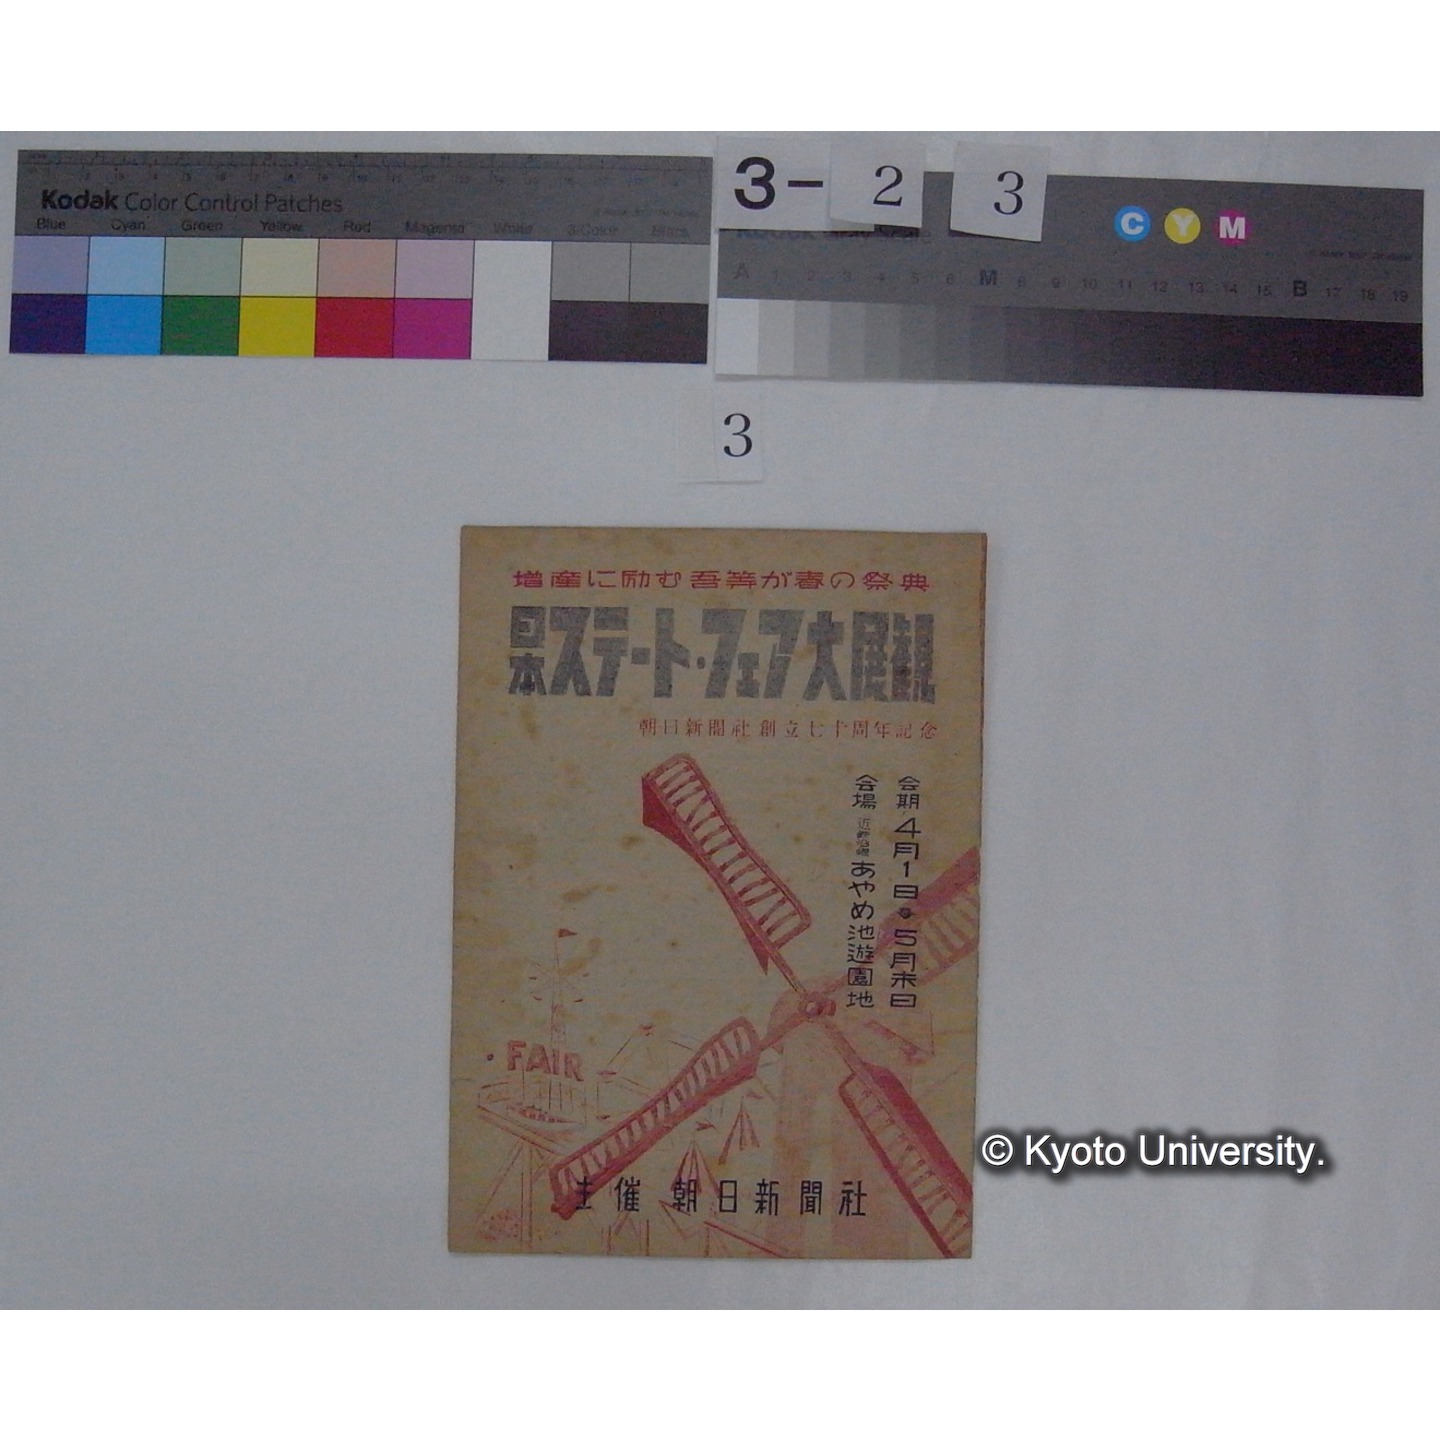 Kodak Color Control Patches
Blue Cyan Green Yellow Red Magenta White 3/Color Black
3-23
C Y M
A 1 2 3 4 5 6 M 8 9 10 11 12 13 14 15 B 17 18 19
3
増産に励む吾等が春の祭典
日本ステート・フェア大展観
朝日新聞社創立七十周年記念
会期 4月1日●5月末日
会場 近畿沿線 あやめ池遊園地
FAIR
主催 朝日新聞社
© Kyoto University.